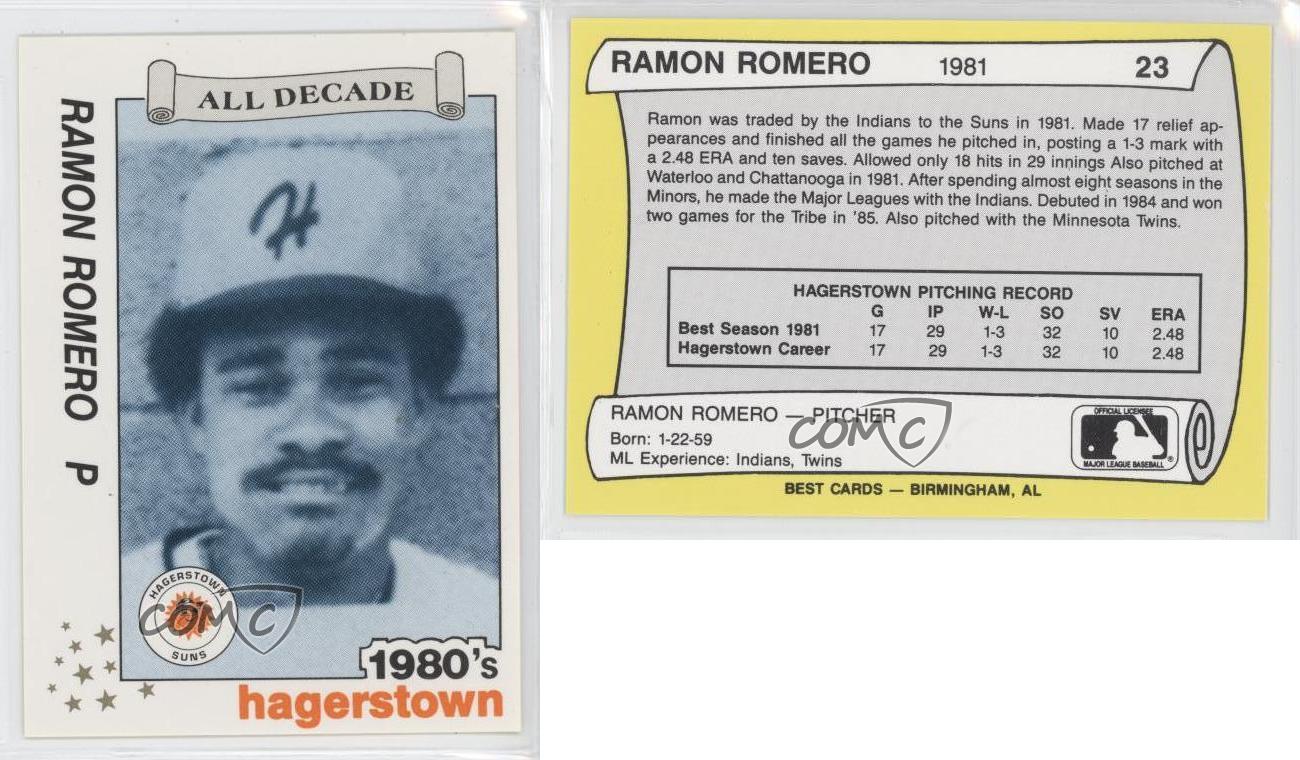 ALL DECADE
RAMON ROMERO P
H
HAGERSTOWN
SUNS
COMC
1980's
hagerstown
RAMON ROMERO 1981 23
Ramon was traded by the Indians to the Suns in 1981. Made 17 relief ap-
pearances and finished all the games he pitched in, posting a 1-3 mark with
a 2.48 ERA and ten saves. Allowed only 18 hits in 29 innings Also pitched at
Waterloo and Chattanooga in 1981. After spending almost eight seasons in the
Minors, he made the Major Leagues with the Indians. Debuted in 1984 and won
two games for the Tribe in '85. Also pitched with the Minnesota Twins.
HAGERSTOWN PITCHING RECORD
G IP W-L SO SV ERA
Best Season 1981 17 29 1-3 32 10 2.48
Hagerstown Career 17 29 1-3 32 10 2.48
RAMON ROMERO — PITCHER
Born: 1-22-59
ML Experience: Indians, Twins
COMC
OFFICIAL LICENSEE
MAJOR LEAGUE BASEBALL ®
BEST CARDS — BIRMINGHAM, AL